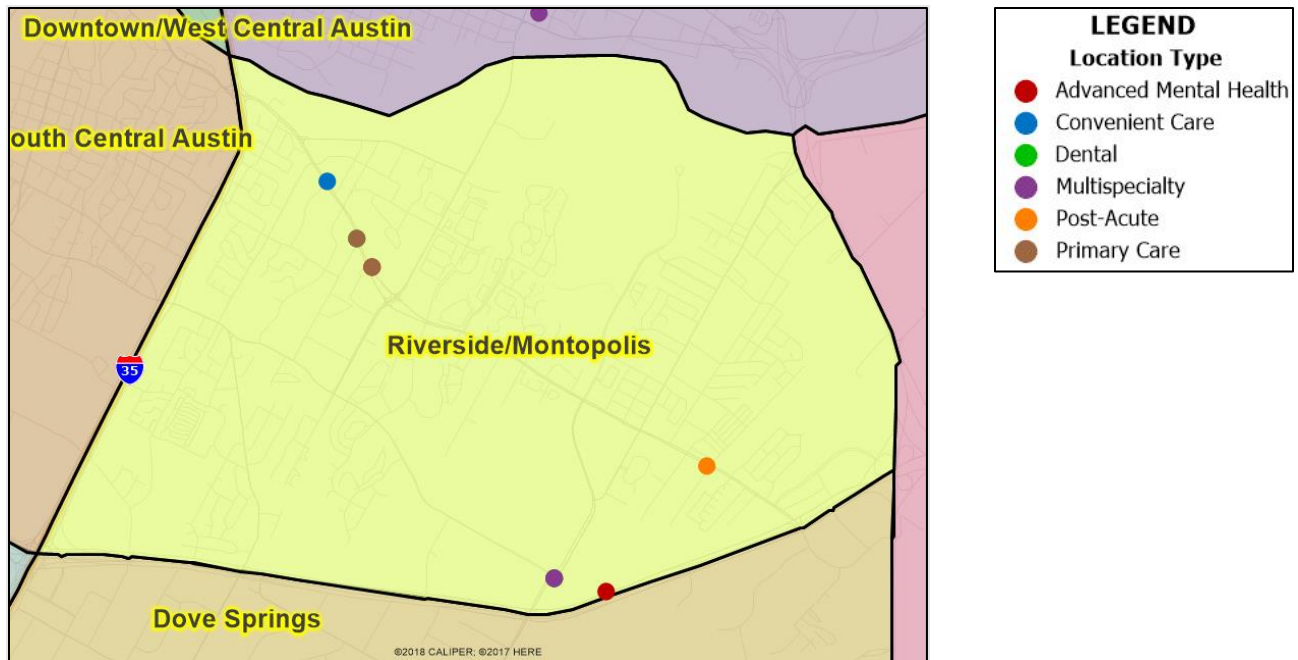 Downtown/West Central Austin
outh Central Austin
Riverside/Montopolis
35
Dove Springs
©2018 CALIPER; ©2017 HERE
LEGEND
Location Type
Advanced Mental Health
Convenient Care
Dental
Multispecialty
Post-Acute
Primary Care